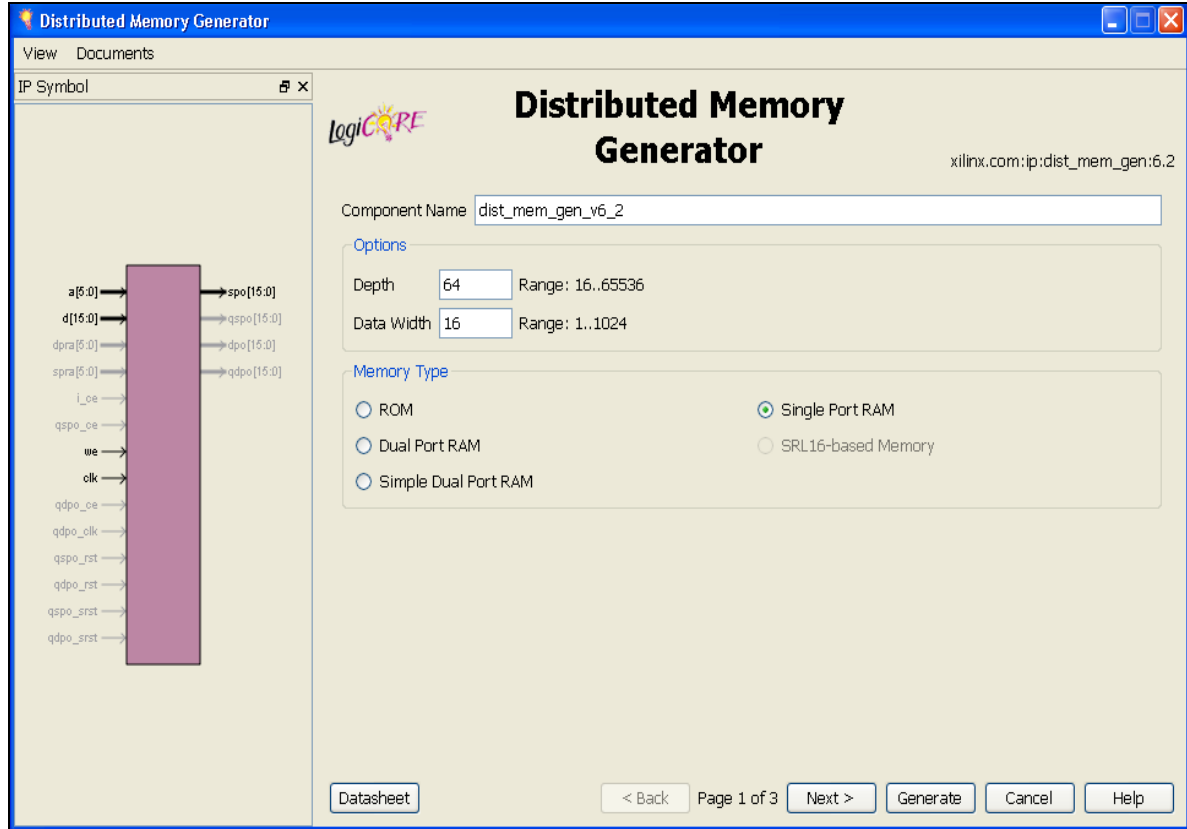 Distributed Memory Generator
View Documents
IP Symbol
a[5:0]
d[15:0]
dpra[5:0]
spra[5:0]
i_ce
qspo_ce
we
clk
qdpo_ce
qdpo_clk
qspo_rst
qdpo_rst
qspo_srst
qdpo_srst
spo[15:0]
qspo[15:0]
dpo[15:0]
qdpo[15:0]
LogiCORE
Distributed Memory
Generator
xilinx.com:ip:dist_mem_gen:6.2
Component Name dist_mem_gen_v6_2
Options
Depth 64 Range: 16..65536
Data Width 16 Range: 1..1024
Memory Type
ROM Single Port RAM
Dual Port RAM SRL16-based Memory
Simple Dual Port RAM
Datasheet < Back Page 1 of 3 Next > Generate Cancel Help